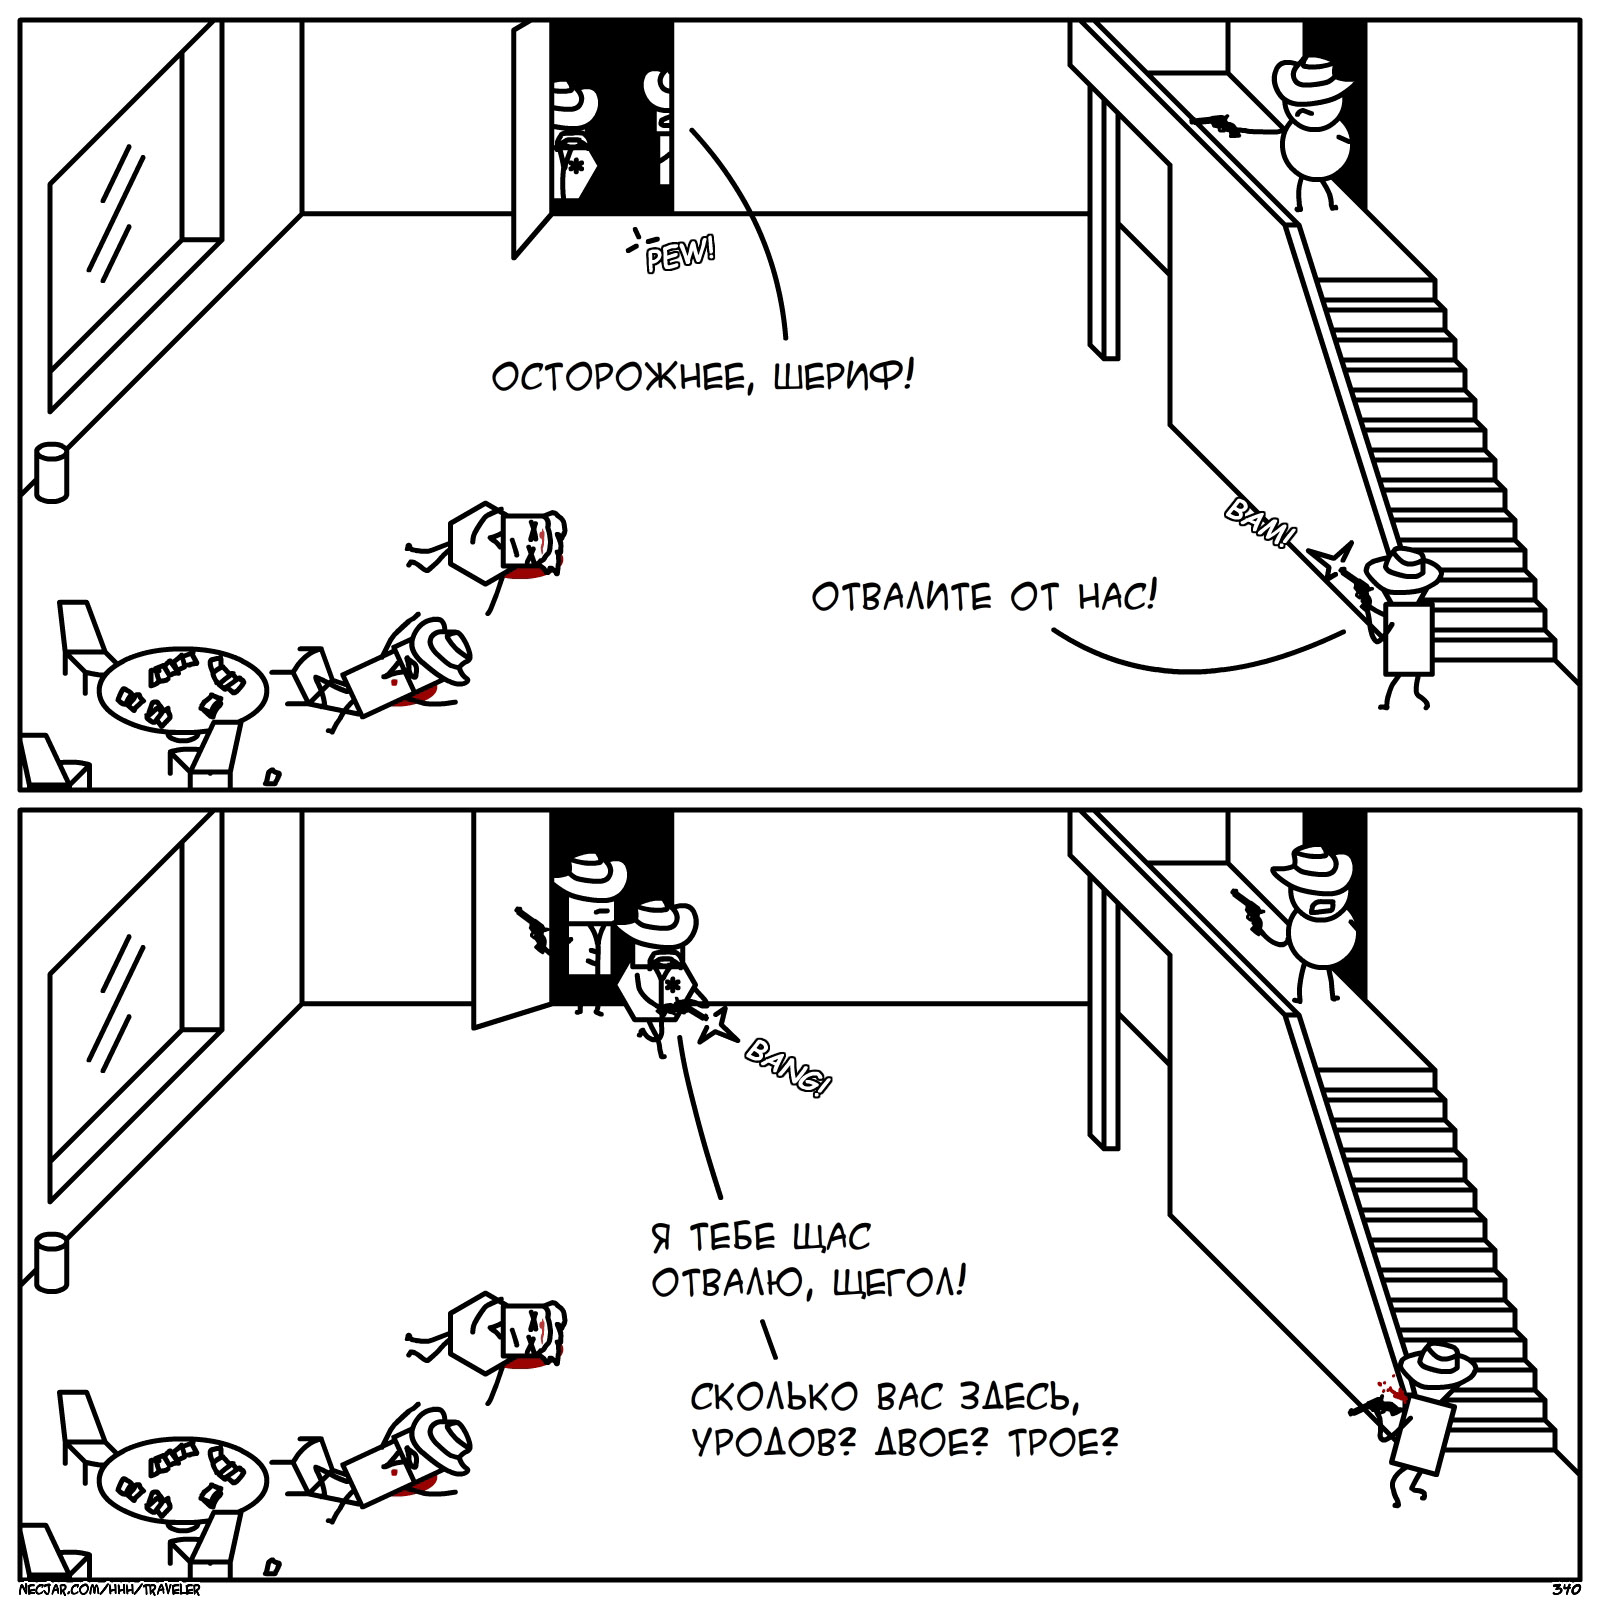 PEW!
ОСТОРОЖНЕЕ, ШЕРИФ!
BAM!
ОТВАЛИТЕ ОТ НАС!
BANG!
Я ТЕБЕ ЩАС
ОТВАЛЮ, ЩЕГОЛ!
СКОЛЬКО ВАС ЗДЕСЬ,
УРОДОВ? ДВОЕ? ТРОЕ?
NECJAR.COM/HHH/TRAVELER
340